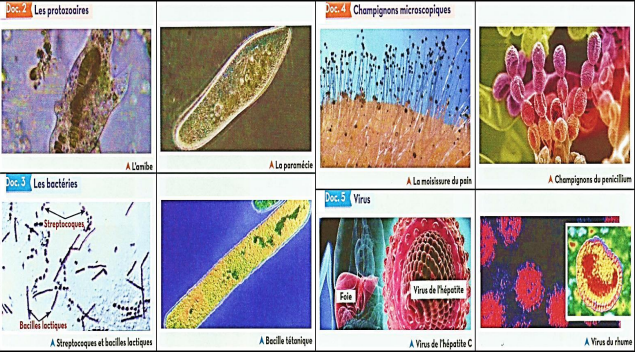 Doc. 2 Les protozoaires
L'amibe
La paramécie
Doc. 4 Champignons microscopiques
La moisissure du pain
Champignons du penicillium
Doc. 3 Les bactéries
Streptocoques
Bacilles lactiques
Streptocoques et bacilles lactiques
Bacille tétanique
Doc. 5 Virus
Foie
Virus de l'hépatite
Virus de l'hépatite C
Virus du rhume